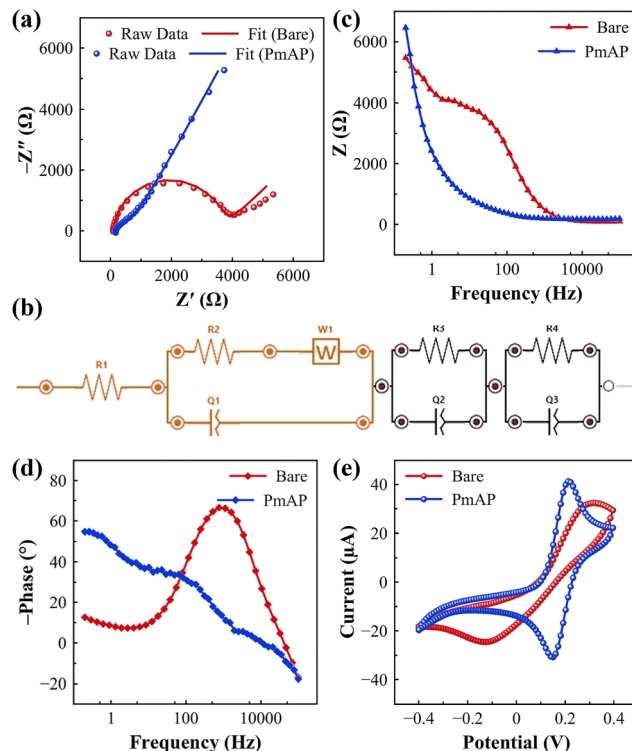 (a)
Raw Data
Fit (Bare)
Raw Data
Fit (PmAP)
6000
4000
2000
0
−Z″ (Ω)
0 2000 4000 6000
Z′ (Ω)
(c)
Bare
PmAP
6000
4000
2000
0
Z (Ω)
1 100 10000
Frequency (Hz)
(b)
R1
R2
W1
W
Q1
R3
Q2
R4
Q3
(d)
Bare
PmAP
80
60
40
20
0
−20
−Phase (°)
1 100 10000
Frequency (Hz)
(e)
Bare
PmAP
40
20
0
−20
−40
Current (µA)
−0.4 −0.2 0 0.2 0.4
Potential (V)